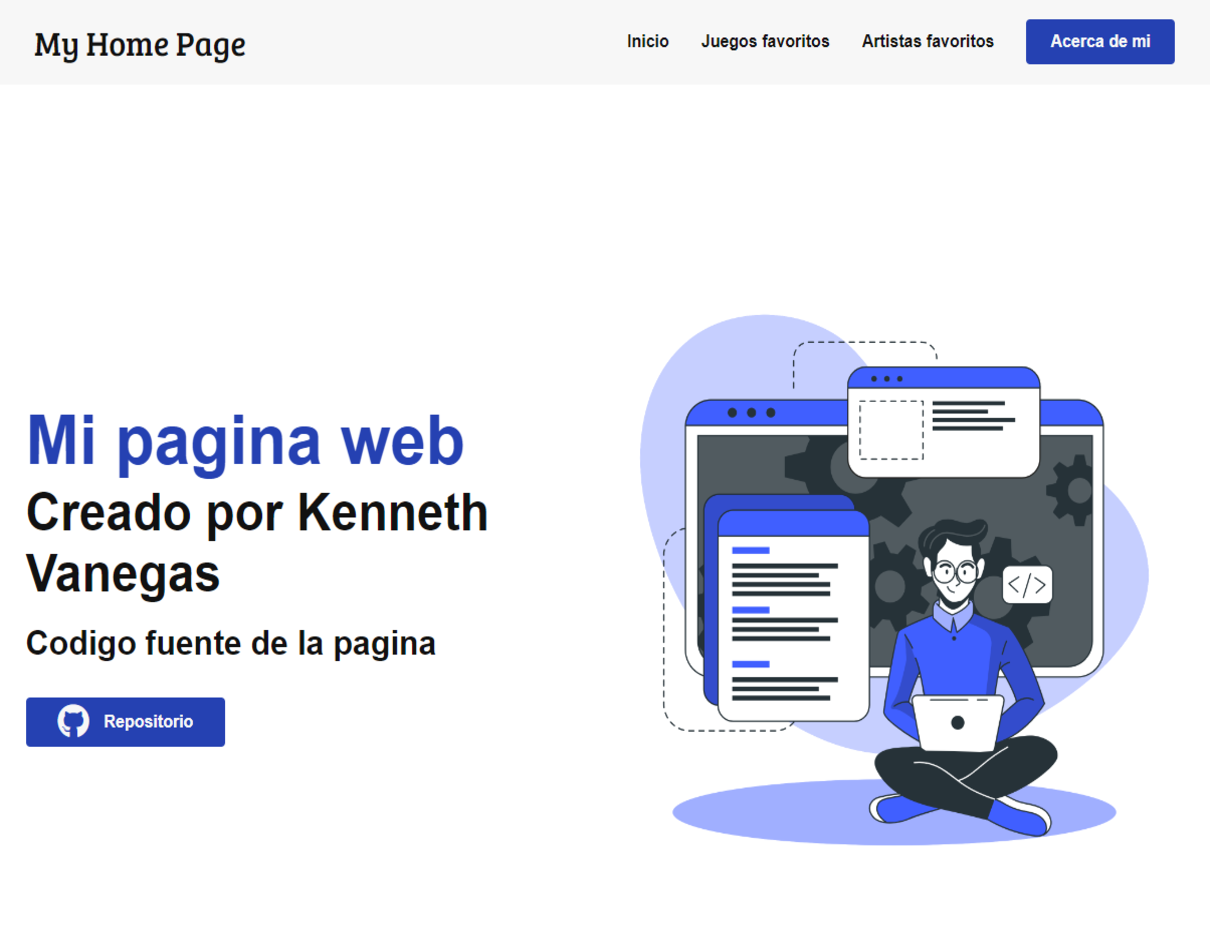 My Home Page
Inicio
Juegos favoritos
Artistas favoritos
Acerca de mi
Mi pagina web
Creado por Kenneth
Vanegas
Codigo fuente de la pagina
Repositorio
</>